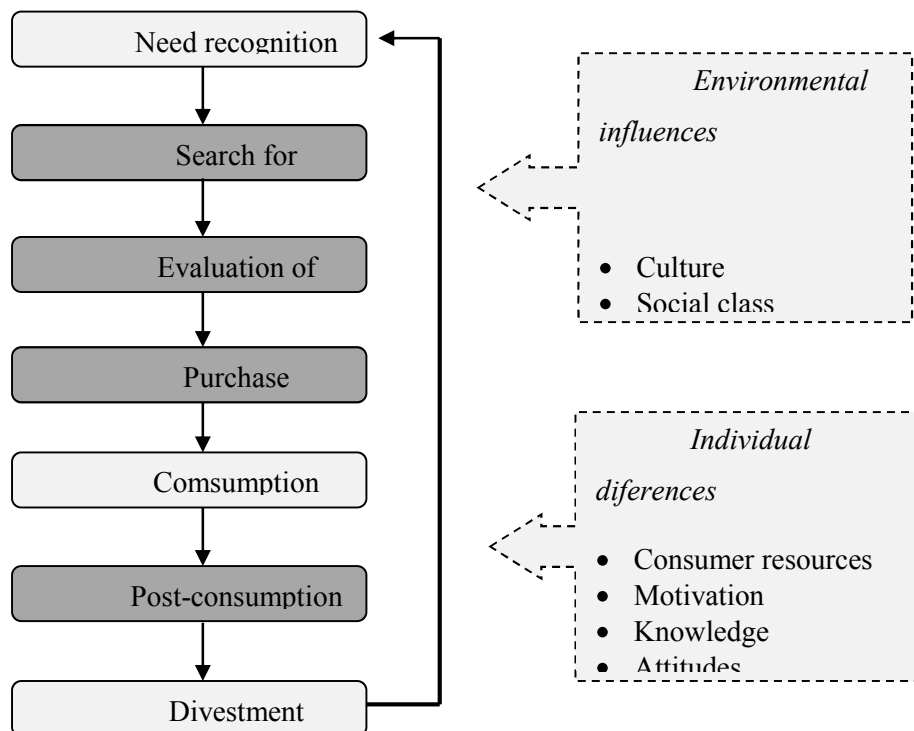 Need recognition
Search for
Evaluation of
Purchase
Comsumption
Post-consumption
Divestment
Environmental
influences
• Culture
• Social class
Individual
diferences
• Consumer resources
• Motivation
• Knowledge
• Attitudes